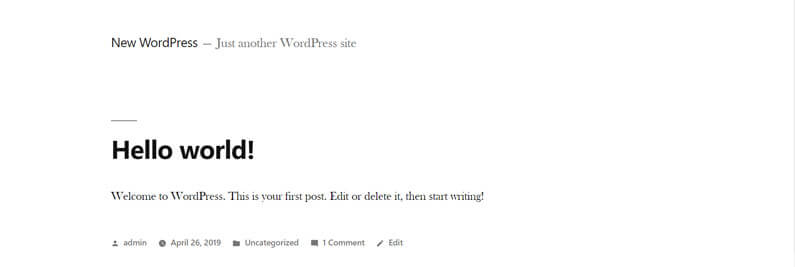 New WordPress — Just another WordPress site
Hello world!
Welcome to WordPress. This is your first post. Edit or delete it, then start writing!
admin April 26, 2019 Uncategorized 1 Comment Edit